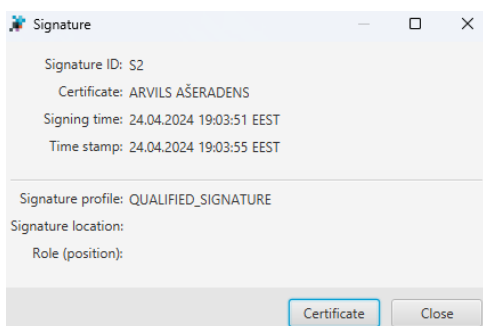 Signature
Signature ID: S2
Certificate: ARVILS AŠERADENS
Signing time: 24.04.2024 19:03:51 EEST
Time stamp: 24.04.2024 19:03:55 EEST
Signature profile: QUALIFIED_SIGNATURE
Signature location:
Role (position):
Certificate Close